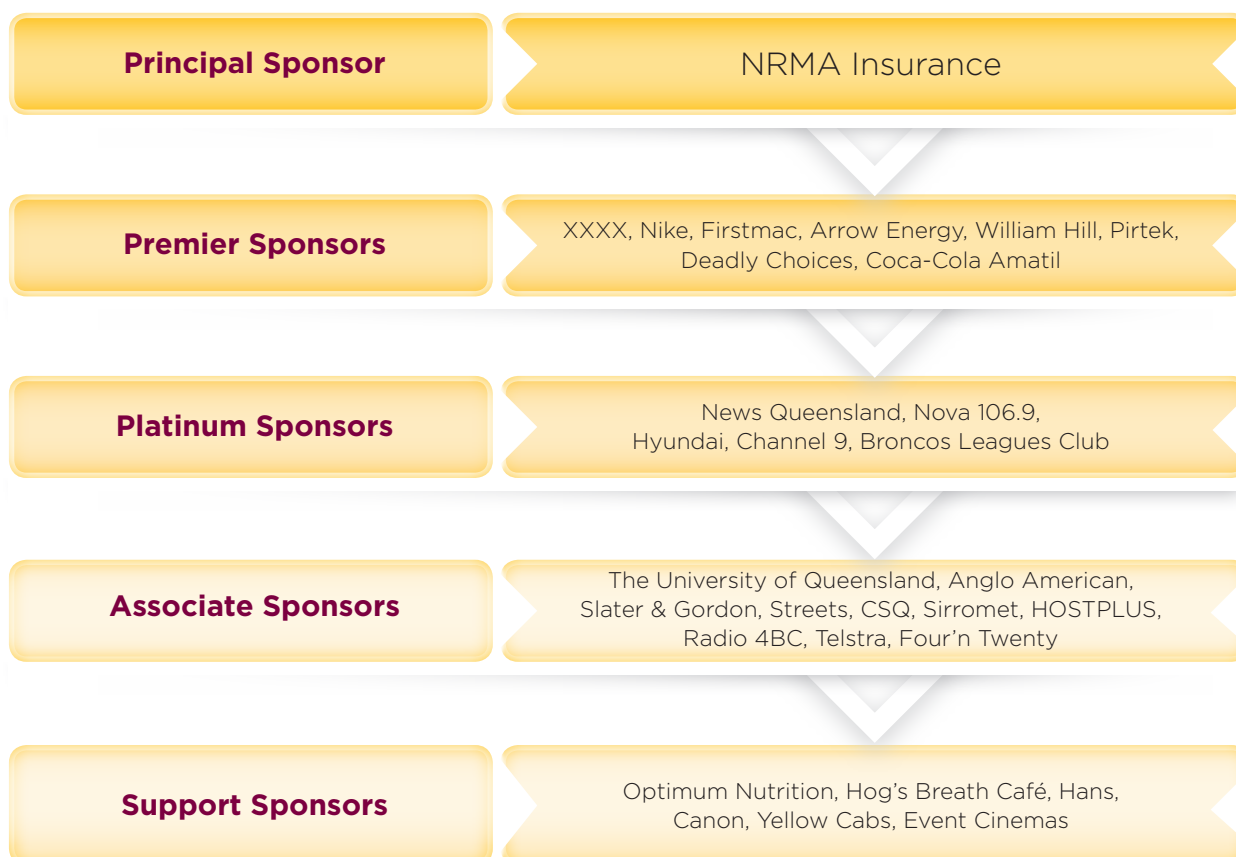 Principal Sponsor
NRMA Insurance
Premier Sponsors
XXXX, Nike, Firstmac, Arrow Energy, William Hill, Pirtek,
Deadly Choices, Coca-Cola Amatil
Platinum Sponsors
News Queensland, Nova 106.9,
Hyundai, Channel 9, Broncos Leagues Club
Associate Sponsors
The University of Queensland, Anglo American,
Slater & Gordon, Streets, CSQ, Sirromet, HOSTPLUS,
Radio 4BC, Telstra, Four’n Twenty
Support Sponsors
Optimum Nutrition, Hog’s Breath Café, Hans,
Canon, Yellow Cabs, Event Cinemas